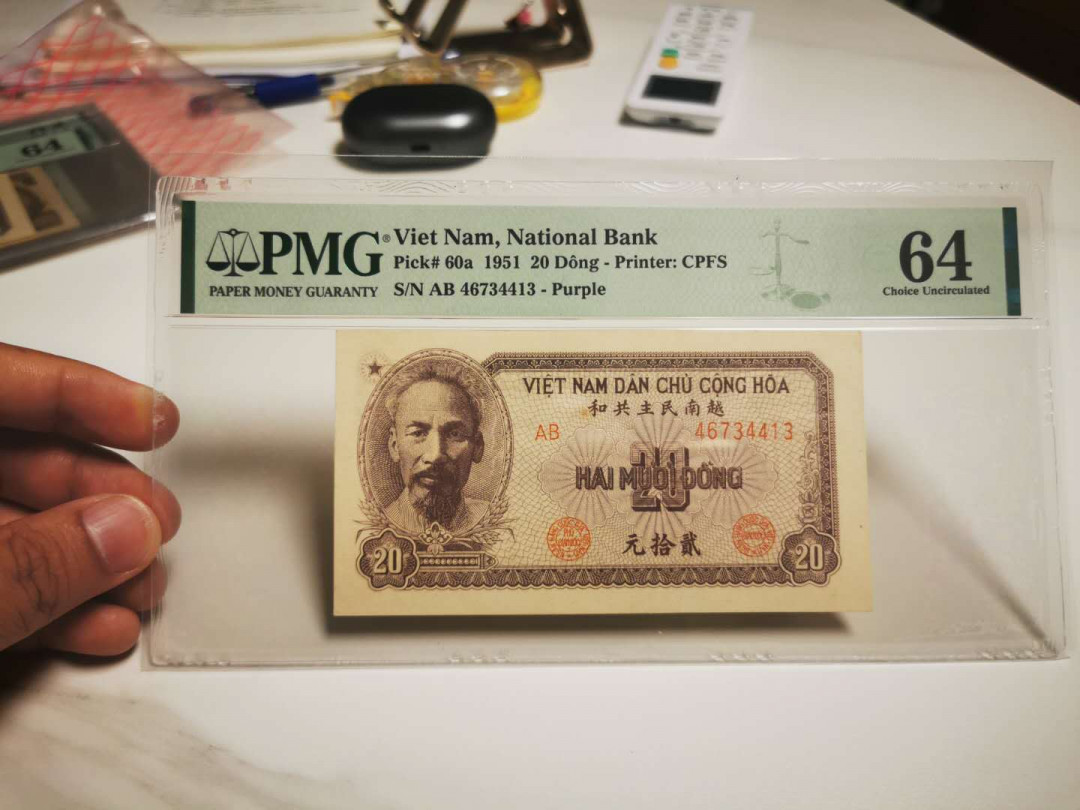 64
PMG®
PAPER MONEY GUARANTY
Viet Nam, National Bank
Pick# 60a 1951 20 Dông - Printer: CPFS
S/N AB 46734413 - Purple
64
Choice Uncirculated
VIỆT NAM DÂN CHỦ CỘNG HÒA
和共主民南越
AB 46734413
20
HAI MƯƠI ĐỒNG
元拾貳
20
20